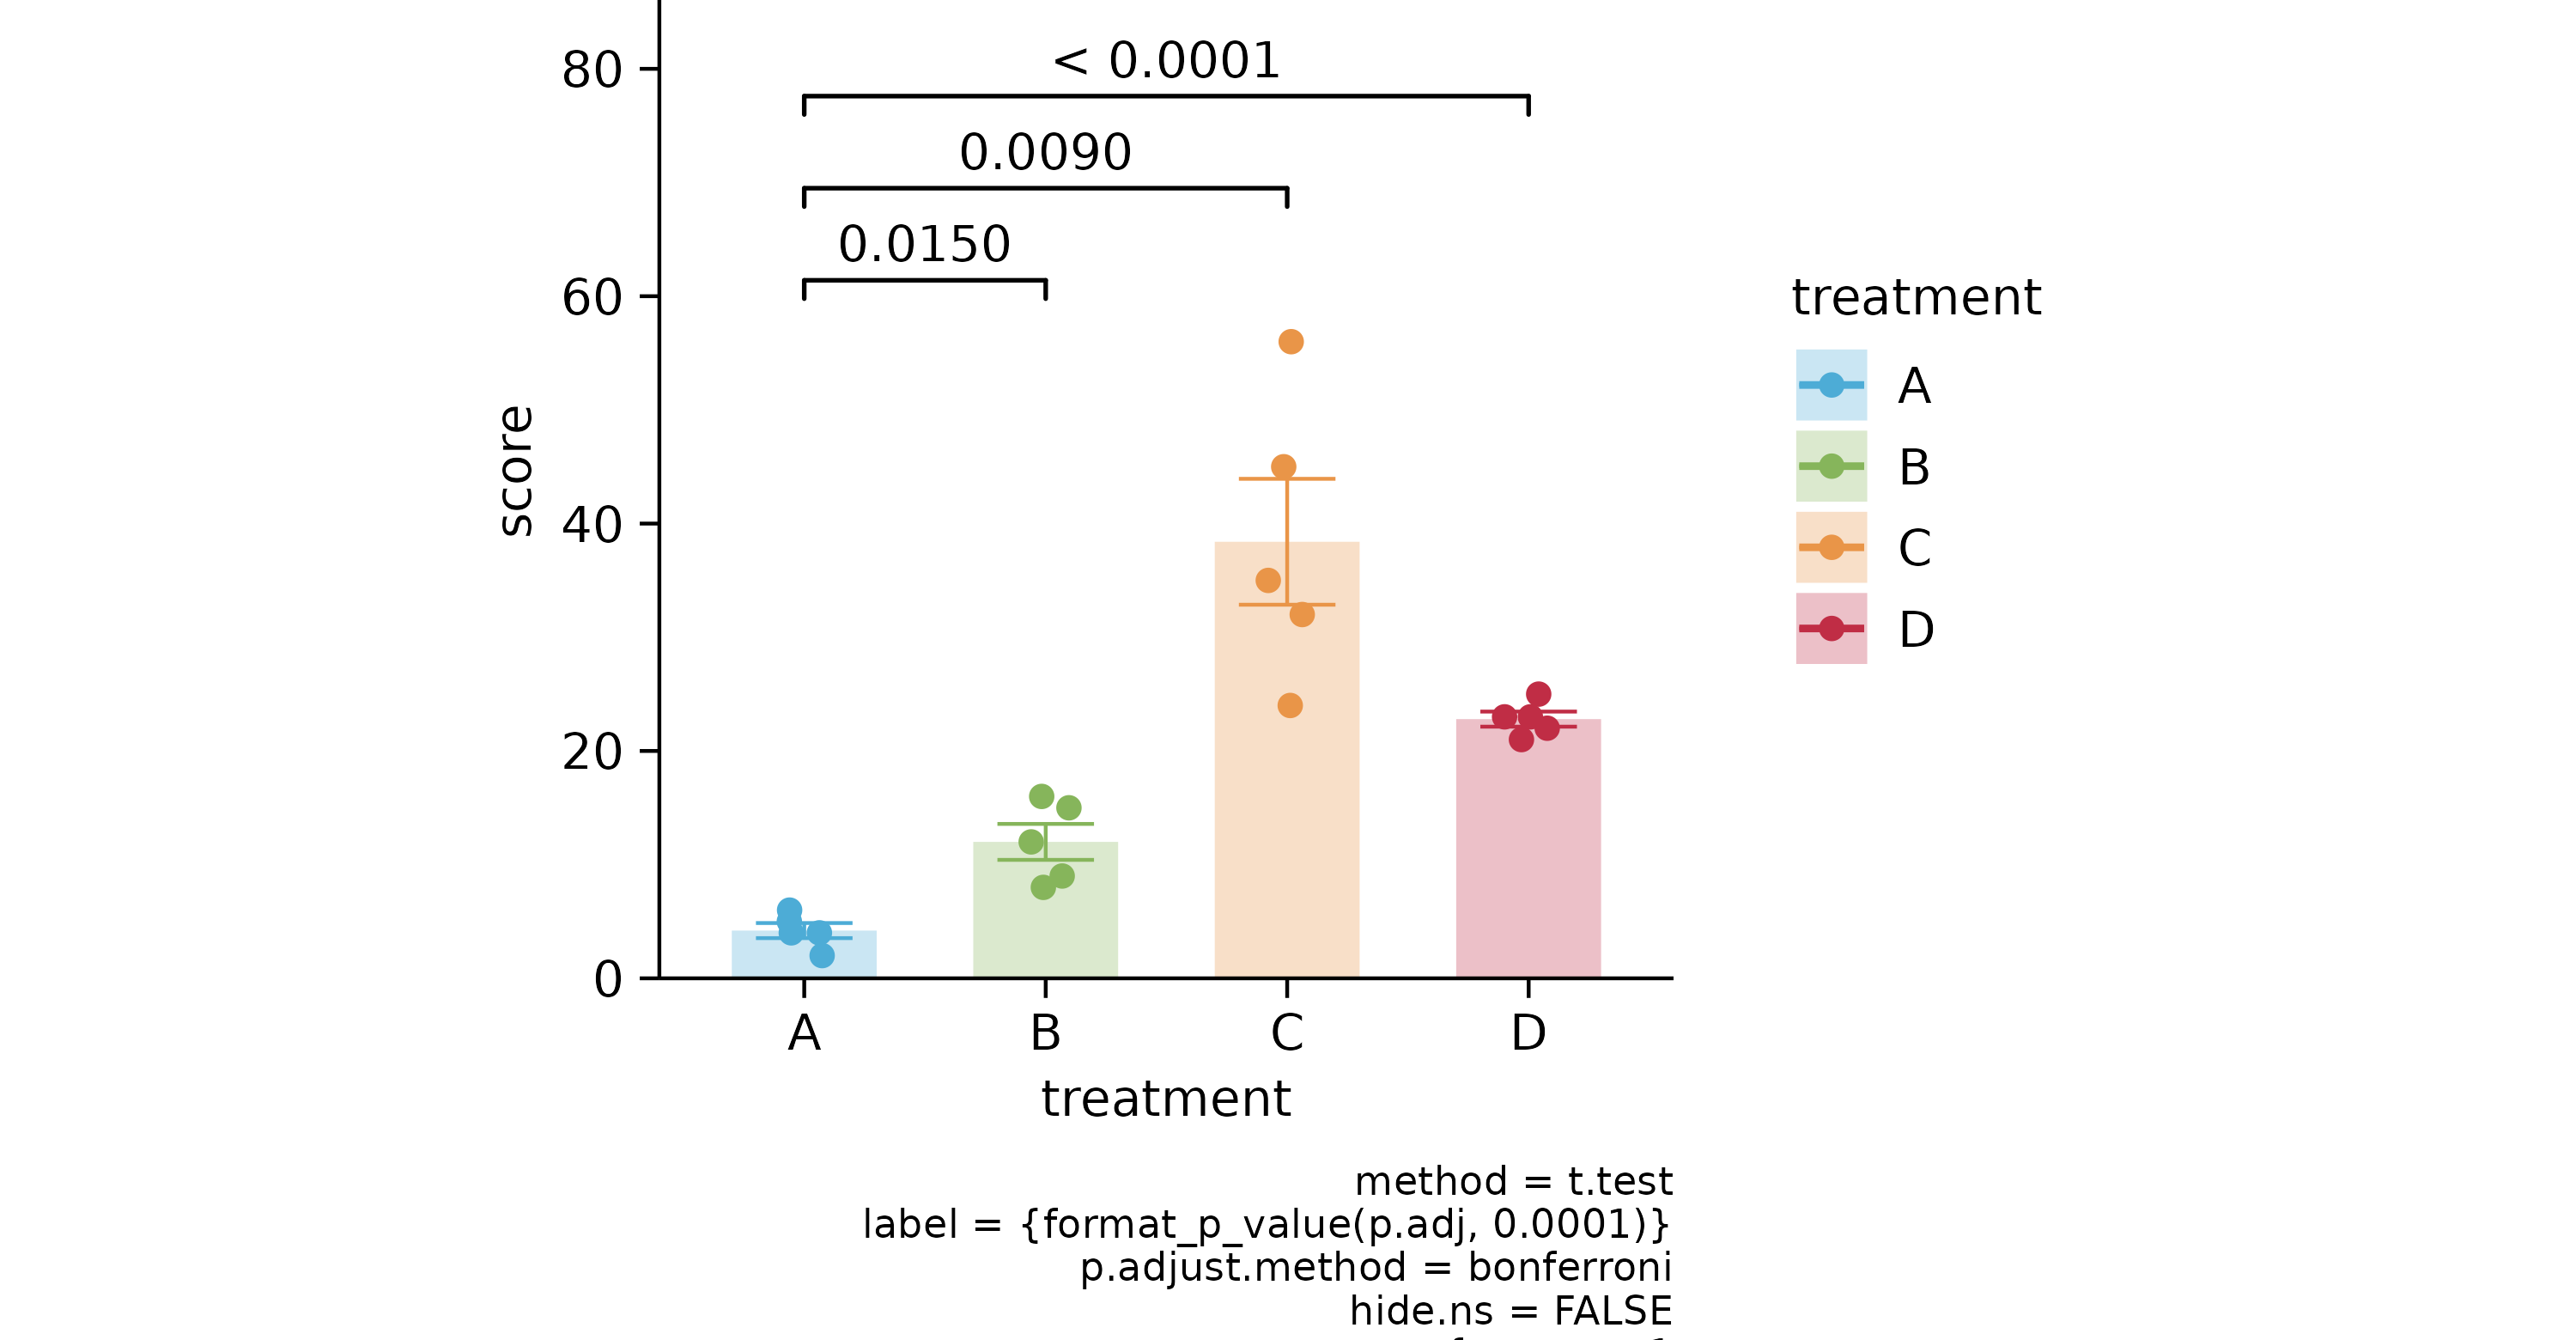 80
< 0.0001
0.0090
0.0150
60
treatment
A
B
C
D
score
40
20
0
A B C D
treatment
method = t.test
label = {format_p_value(p.adj, 0.0001)}
p.adjust.method = bonferroni
hide.ns = FALSE